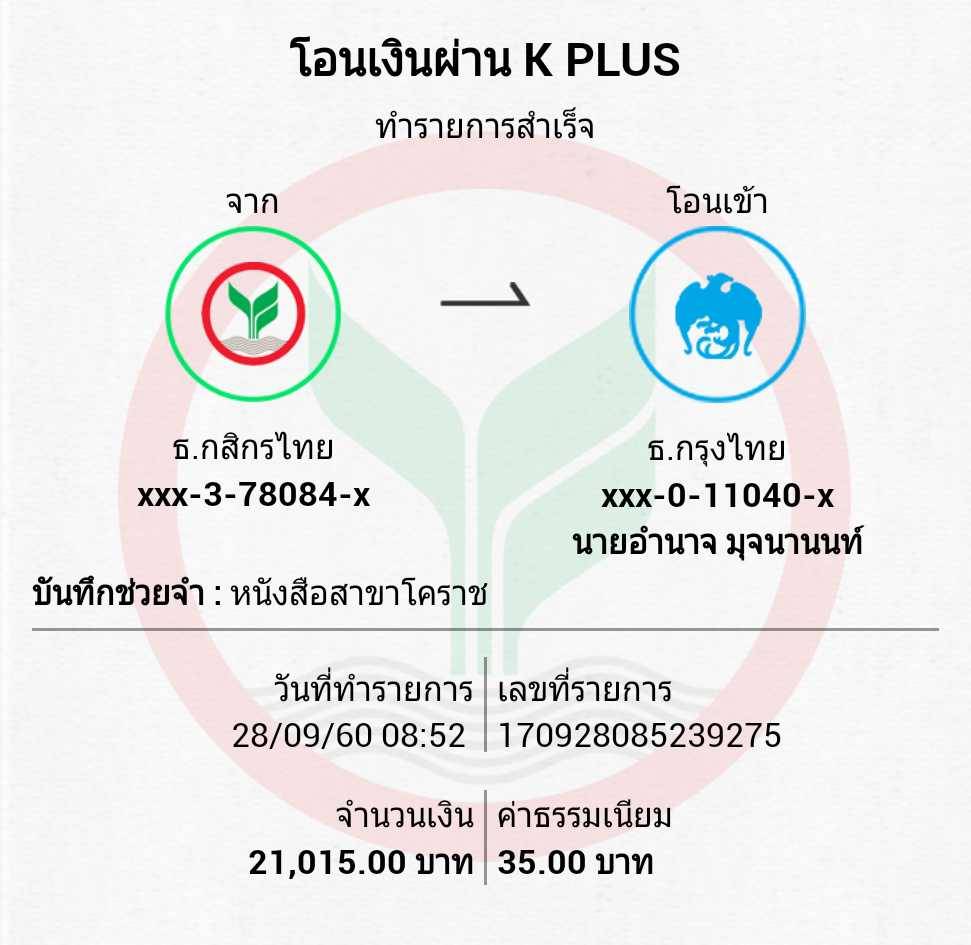 โอนเงินผ่าน K PLUS
ทำรายการสำเร็จ
จาก
โอนเข้า
ธ.กสิกรไทย
xxx-3-78084-x
ธ.กรุงไทย
xxx-0-11040-x
นายอำนาจ มุจนานนท์
บันทึกช่วยจำ : หนังสือสาขาโคราช
วันที่ทำรายการ
28/09/60 08:52
เลขที่รายการ
170928085239275
จำนวนเงิน
21,015.00 บาท
ค่าธรรมเนียม
35.00 บาท